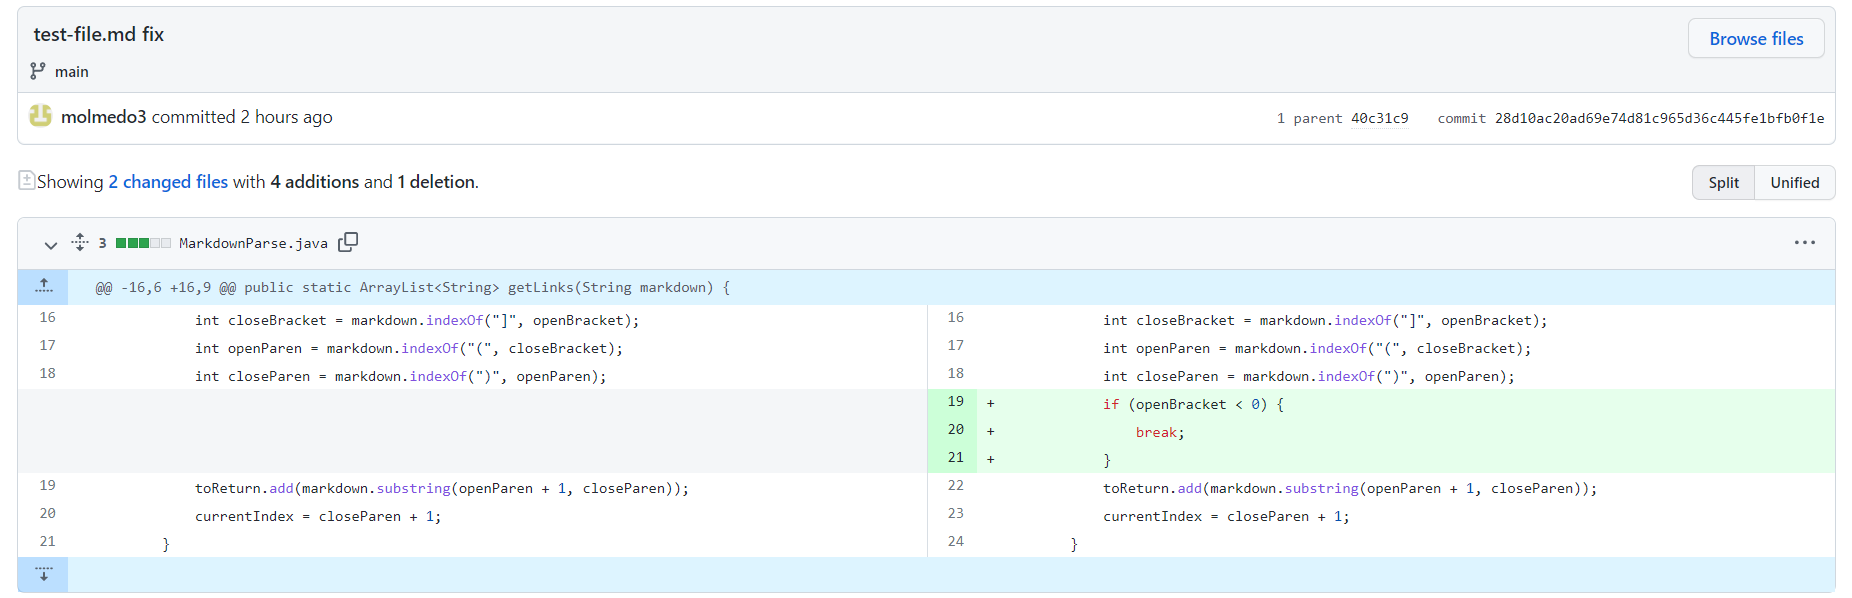 test-file.md fix
Browse files
main
molmedo3 committed 2 hours ago
1 parent 40c31c9 commit 28d10ac20ad69e74d81c965d36c445fe1bfb0f1e
Showing 2 changed files with 4 additions and 1 deletion.
Split Unified
3 MarkdownParse.java
@@ -16,6 +16,9 @@ public static ArrayList<String> getLinks(String markdown) {
16 int closeBracket = markdown.indexOf("]", openBracket);
17 int openParen = markdown.indexOf("(", closeBracket);
18 int closeParen = markdown.indexOf(")", openParen);
19 toReturn.add(markdown.substring(openParen + 1, closeParen));
20 currentIndex = closeParen + 1;
21 }
16 int closeBracket = markdown.indexOf("]", openBracket);
17 int openParen = markdown.indexOf("(", closeBracket);
18 int closeParen = markdown.indexOf(")", openParen);
19 + if (openBracket < 0) {
20 + break;
21 + }
22 toReturn.add(markdown.substring(openParen + 1, closeParen));
23 currentIndex = closeParen + 1;
24 }